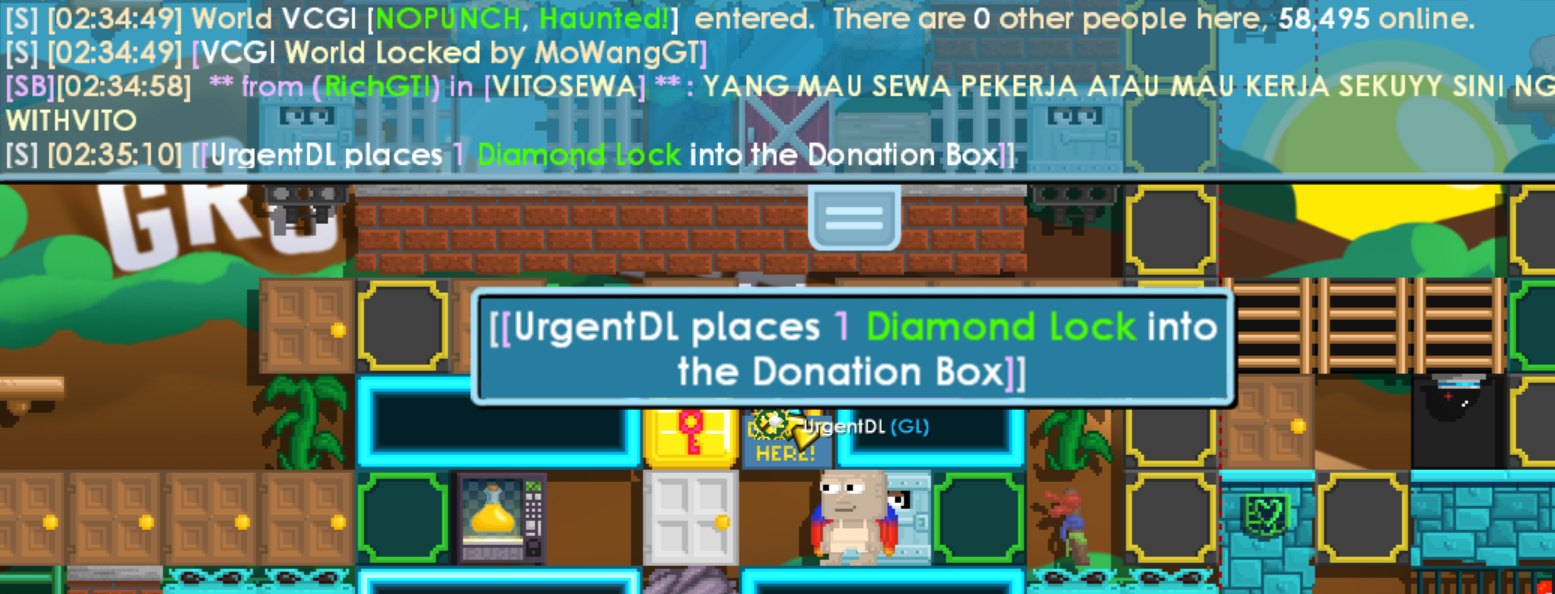 [S] [02:34:49] World VCGI [NOPUNCH, Haunted!] entered. There are 0 other people here, 58,495 online.
[S] [02:34:49] [VCGI World Locked by MoWangGT]
[SB][02:34:58] ** from (RichGTI) in [VITOSEWA] ** : YANG MAU SEWA PEKERJA ATAU MAU KERJA SEKUYY SINI NG
WITHVITO
[S] [02:35:10] [[UrgentDL places 1 Diamond Lock into the Donation Box]]
[[UrgentDL places 1 Diamond Lock into
the Donation Box]]
UrgentDL (GL)
HERE!